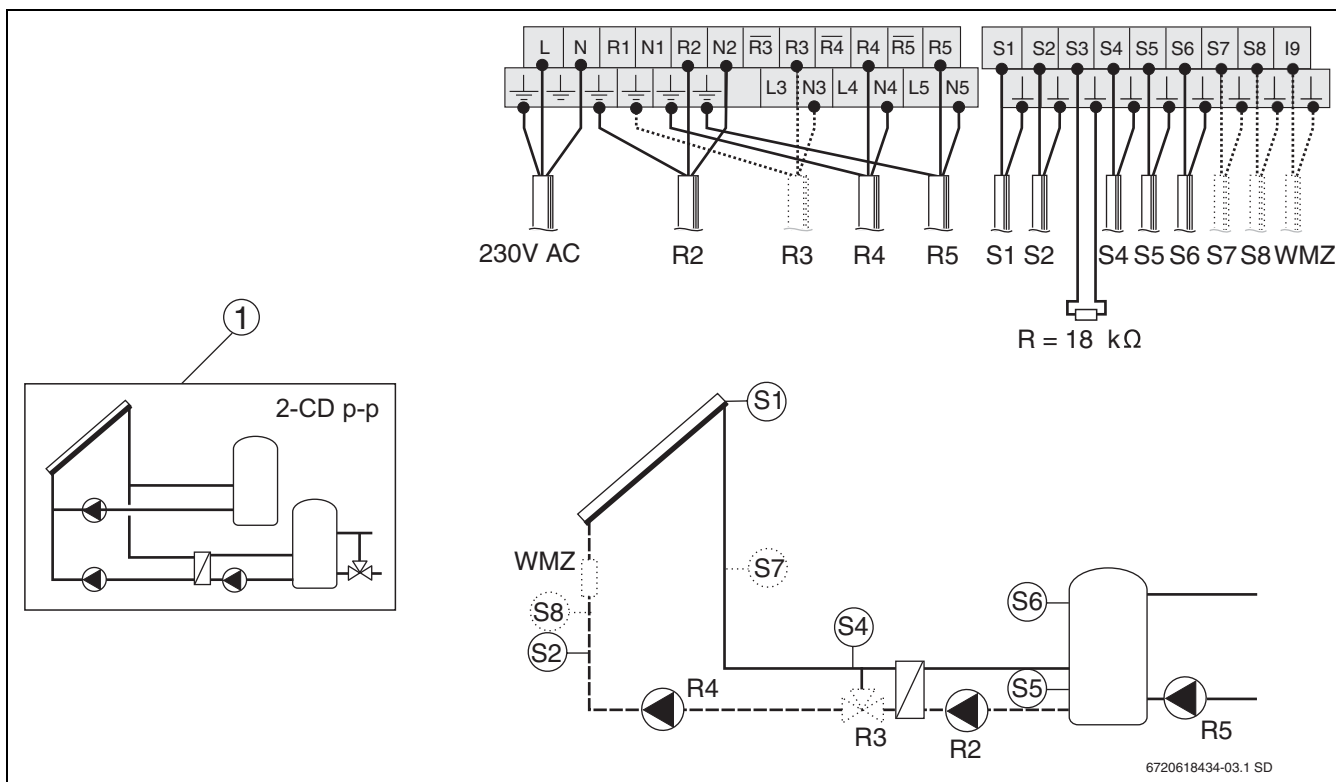 L N R1 N1 R2 N2 R̅3̅ R3 R̅4̅ R4 R̅5̅ R5
S1 S2 S3 S4 S5 S6 S7 S8 I9
L3 N3 L4 N4 L5 N5
230V AC R2 R3 R4 R5 S1 S2 S4 S5 S6 S7 S8 WMZ
R = 18 kΩ
1
2-CD p-p
S1
WMZ
S7
S8
S6
S4
S2
S5
R4
R3
R2
R5
6720618434-03.1 SD